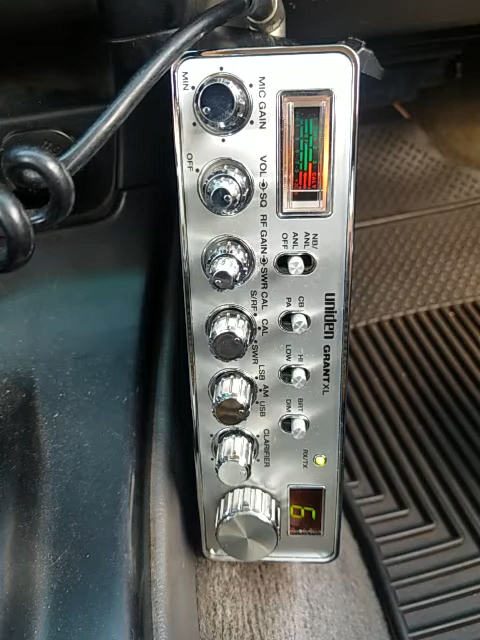 MIC GAIN
MIN
VOL SQ
OFF
RF GAIN SWR CAL
S/RF CAL SWR
LSB AM USB
CLARIFIER
NB/ANL
ANL
OFF
CB
PA
HI
LOW
BRT
DIM
RX/TX
uniden GRANT XL
6